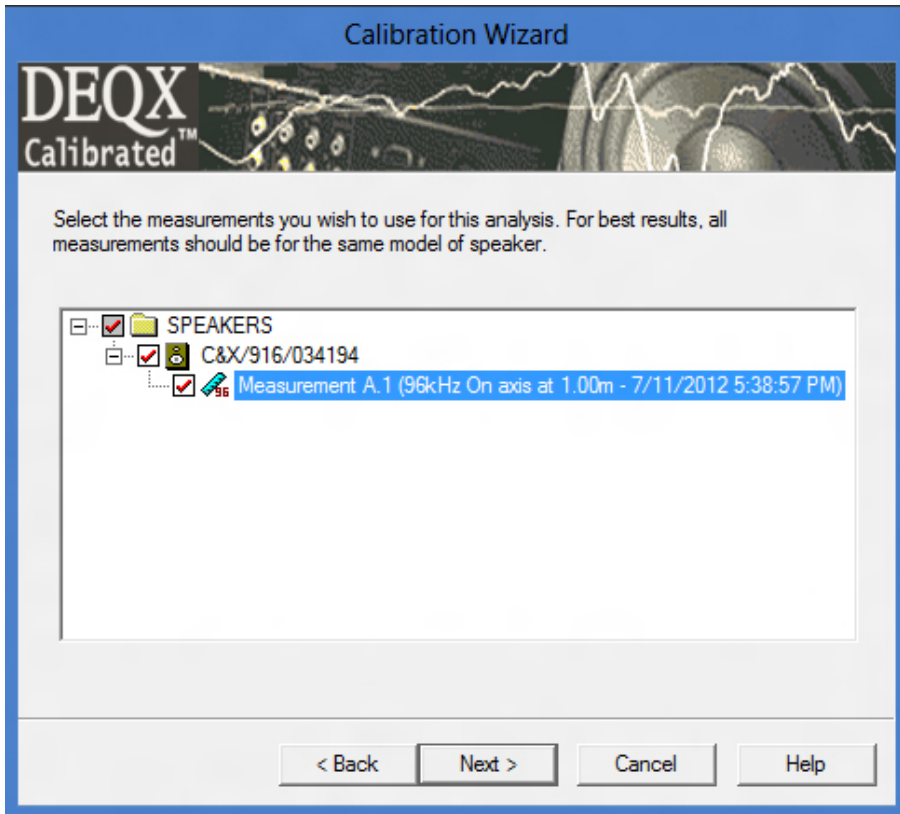 Calibration Wizard
DEQX
Calibrated™
Select the measurements you wish to use for this analysis. For best results, all
measurements should be for the same model of speaker.
SPEAKERS
C&X/916/034194
96 Measurement A.1 (96kHz On axis at 1.00m - 7/11/2012 5:38:57 PM)
< Back Next > Cancel Help